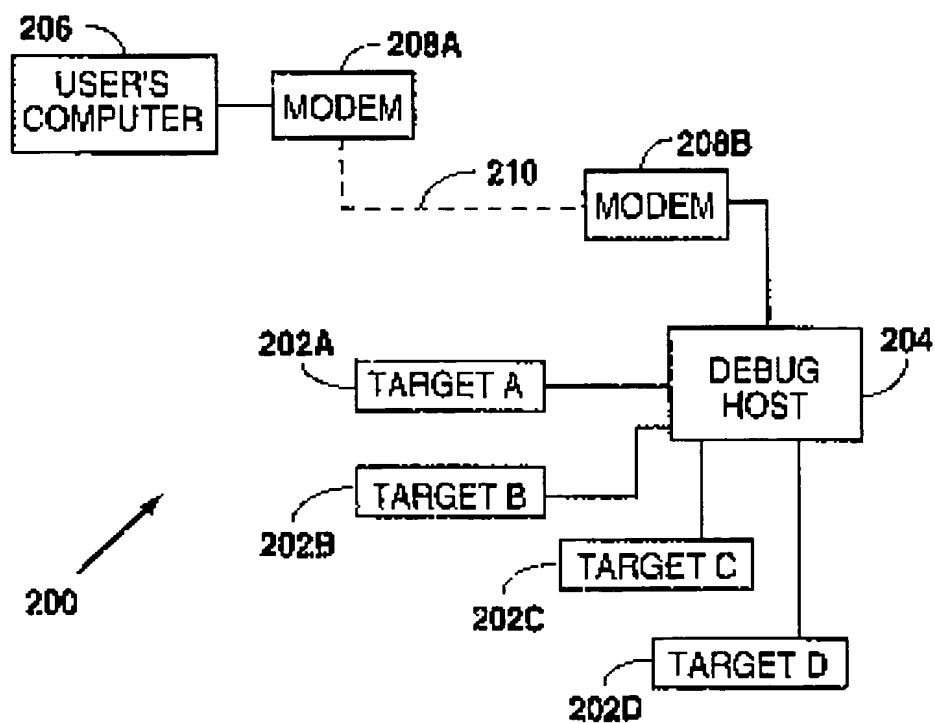 206
208A
USER'S
COMPUTER
MODEM
208B
210
MODEM
202A
204
TARGET A
DEBUG
HOST
TARGET B
202B
TARGET C
200
202C
TARGET D
202D